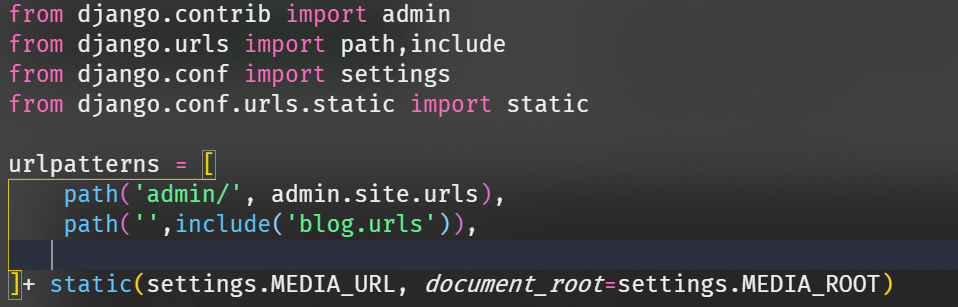 from django.contrib import admin
from django.urls import path,include
from django.conf import settings
from django.conf.urls.static import static
urlpatterns = [
path('admin/', admin.site.urls),
path('',include('blog.urls')),
]+ static(settings.MEDIA_URL, document_root=settings.MEDIA_ROOT)